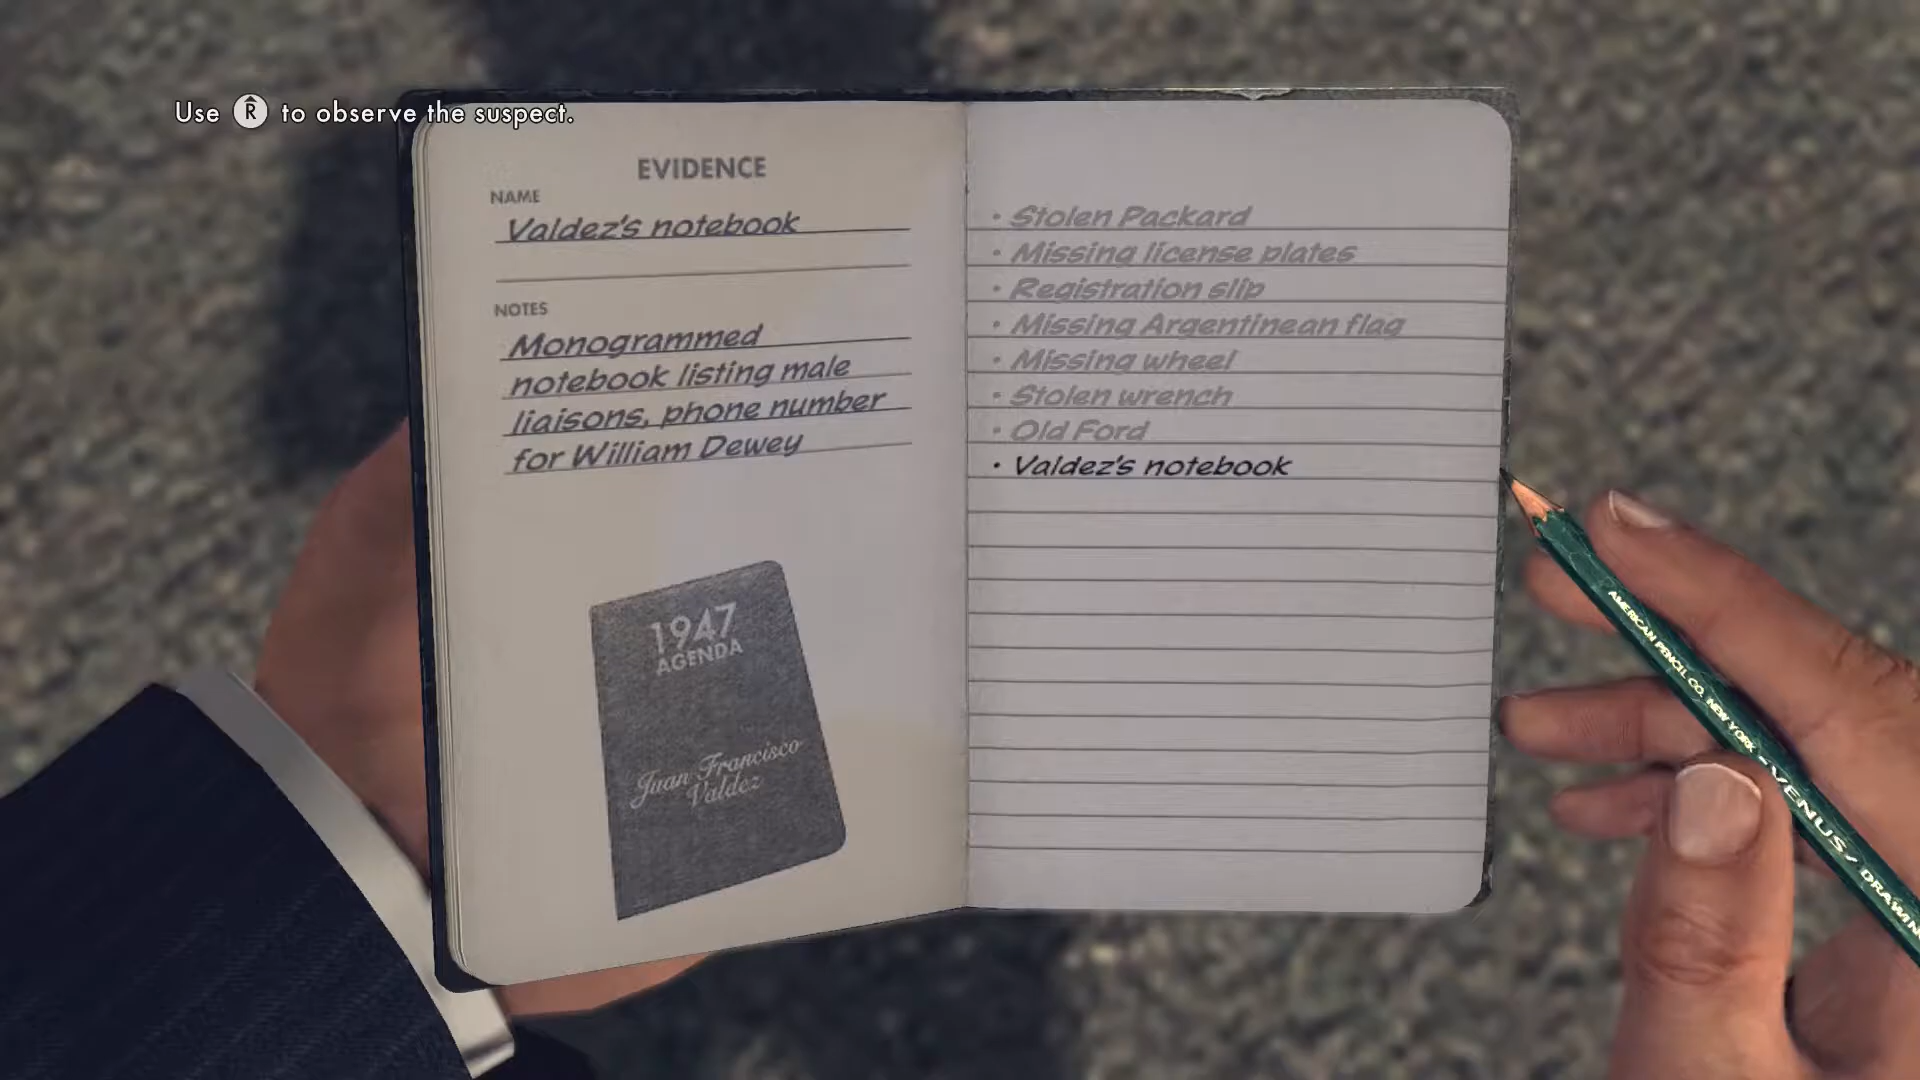 Use R to observe the suspect.
EVIDENCE
NAME
Valdez's notebook
NOTES
Monogrammed
notebook listing male
liaisons, phone number
for William Dewey
1947
AGENDA
Juan Francisco
Valdez
• Stolen Packard
• Missing license plates
• Registration slip
• Missing Argentinean flag
• Missing wheel
• Stolen wrench
• Old Ford
• Valdez's notebook
AMERICAN PENCIL CO. NEW YORK VENUS DRAWING